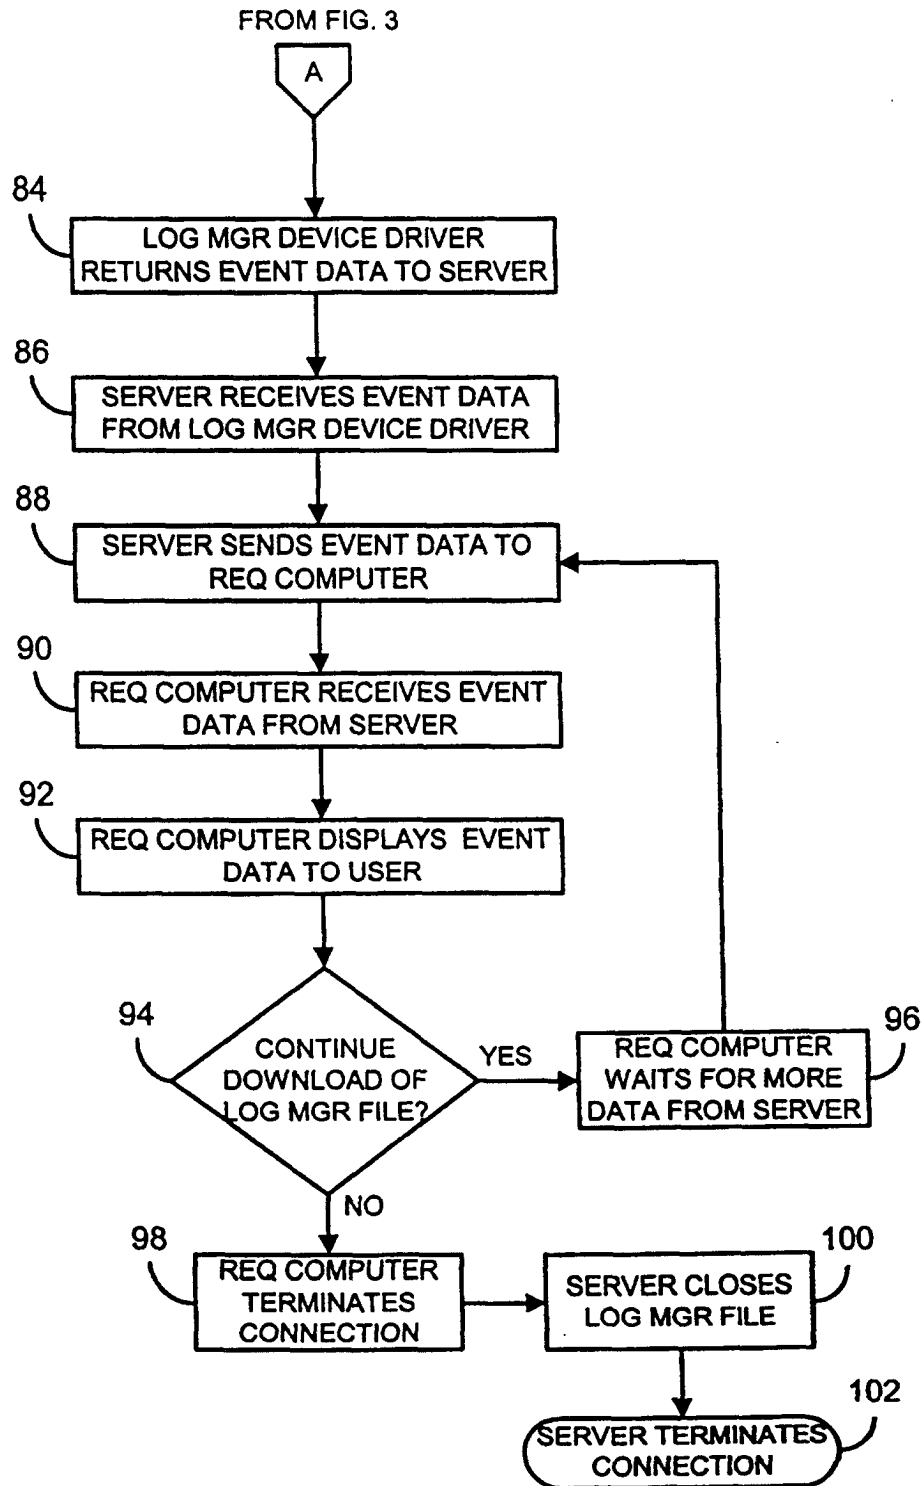 FROM FIG. 3
A
84
LOG MGR DEVICE DRIVER
RETURNS EVENT DATA TO SERVER
86
SERVER RECEIVES EVENT DATA
FROM LOG MGR DEVICE DRIVER
88
SERVER SENDS EVENT DATA TO
REQ COMPUTER
90
REQ COMPUTER RECEIVES EVENT
DATA FROM SERVER
92
REQ COMPUTER DISPLAYS EVENT
DATA TO USER
94
CONTINUE
DOWNLOAD OF
LOG MGR FILE?
YES
96
REQ COMPUTER
WAITS FOR MORE
DATA FROM SERVER
NO
98
REQ COMPUTER
TERMINATES
CONNECTION
100
SERVER CLOSES
LOG MGR FILE
102
SERVER TERMINATES
CONNECTION